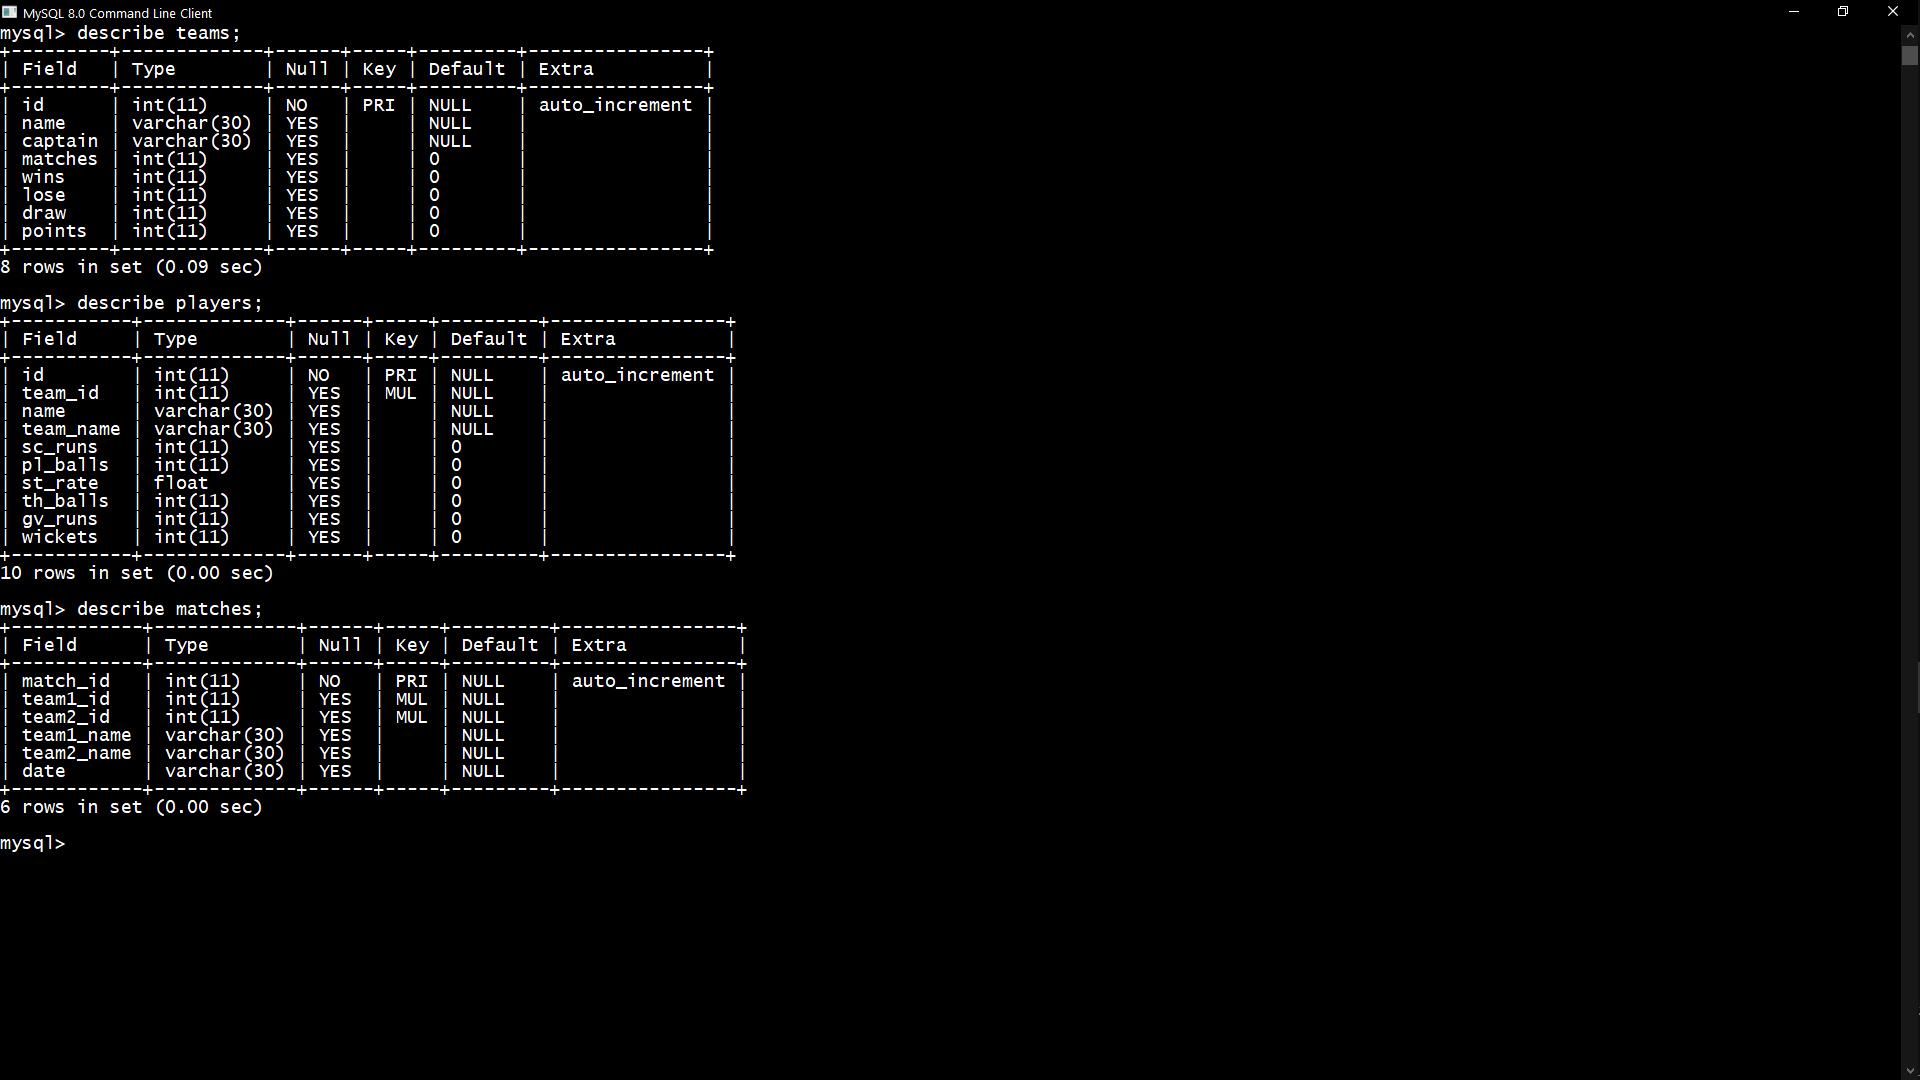 MySQL 8.0 Command Line Client
mysql> describe teams;
+---------+-------------+------+-----+---------+----------------+
| Field   | Type        | Null | Key | Default | Extra          |
+---------+-------------+------+-----+---------+----------------+
| id      | int(11)     | NO   | PRI | NULL    | auto_increment |
| name    | varchar(30) | YES  |     | NULL    |                |
| captain | varchar(30) | YES  |     | NULL    |                |
| matches | int(11)     | YES  |     | 0       |                |
| wins    | int(11)     | YES  |     | 0       |                |
| lose    | int(11)     | YES  |     | 0       |                |
| draw    | int(11)     | YES  |     | 0       |                |
| points  | int(11)     | YES  |     | 0       |                |
+---------+-------------+------+-----+---------+----------------+
8 rows in set (0.09 sec)
mysql> describe players;
+-----------+-------------+------+-----+---------+----------------+
| Field     | Type        | Null | Key | Default | Extra          |
+-----------+-------------+------+-----+---------+----------------+
| id        | int(11)     | NO   | PRI | NULL    | auto_increment |
| team_id   | int(11)     | YES  | MUL | NULL    |                |
| name      | varchar(30) | YES  |     | NULL    |                |
| team_name | varchar(30) | YES  |     | NULL    |                |
| sc_runs   | int(11)     | YES  |     | 0       |                |
| pl_balls  | int(11)     | YES  |     | 0       |                |
| st_rate   | float       | YES  |     | 0       |                |
| th_balls  | int(11)     | YES  |     | 0       |                |
| gv_runs   | int(11)     | YES  |     | 0       |                |
| wickets   | int(11)     | YES  |     | 0       |                |
+-----------+-------------+------+-----+---------+----------------+
10 rows in set (0.00 sec)
mysql> describe matches;
+------------+-------------+------+-----+---------+----------------+
| Field      | Type        | Null | Key | Default | Extra          |
+------------+-------------+------+-----+---------+----------------+
| match_id   | int(11)     | NO   | PRI | NULL    | auto_increment |
| team1_id   | int(11)     | YES  | MUL | NULL    |                |
| team2_id   | int(11)     | YES  | MUL | NULL    |                |
| team1_name | varchar(30) | YES  |     | NULL    |                |
| team2_name | varchar(30) | YES  |     | NULL    |                |
| date       | varchar(30) | YES  |     | NULL    |                |
+------------+-------------+------+-----+---------+----------------+
6 rows in set (0.00 sec)
mysql>